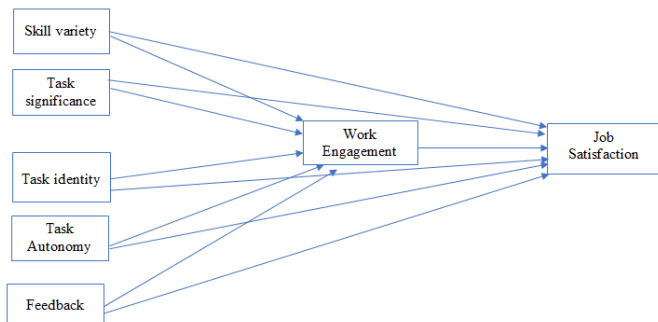 Skill variety
Task
significance
Work
Engagement
Job
Satisfaction
Task identity
Task
Autonomy
Feedback